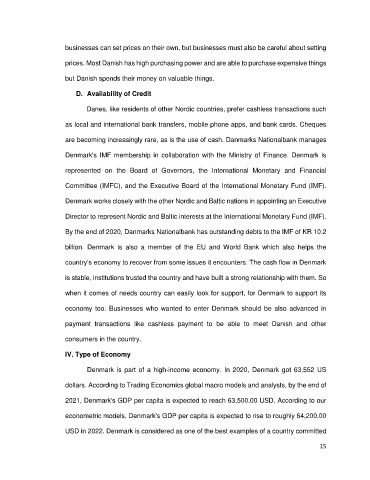 businesses can set prices on their own, but businesses must also be careful about setting
prices. Most Danish has high purchasing power and are able to purchase expensive things
but Danish spends their money on valuable things.
D. Availability of Credit
Danes, like residents of other Nordic countries, prefer cashless transactions such
as local and international bank transfers, mobile phone apps, and bank cards. Cheques
are becoming increasingly rare, as is the use of cash. Danmarks Nationalbank manages
Denmark's IMF membership in collaboration with the Ministry of Finance. Denmark is
represented on the Board of Governors, the International Monetary and Financial
Committee (IMFC), and the Executive Board of the International Monetary Fund (IMF).
Denmark works closely with the other Nordic and Baltic nations in appointing an Executive
Director to represent Nordic and Baltic interests at the International Monetary Fund (IMF).
By the end of 2020, Danmarks Nationalbank has outstanding debts to the IMF of KR 10.2
billion. Denmark is also a member of the EU and World Bank which also helps the
country's economy to recover from some issues it encounters. The cash flow in Denmark
is stable, institutions trusted the country and have built a strong relationship with them. So
when it comes of needs country can easily look for support, for Denmark to support its
economy too. Businesses who wanted to enter Denmark should be also advanced in
payment transactions like cashless payment to be able to meet Danish and other
consumers in the country.
IV. Type of Economy
Denmark is part of a high-income economy. In 2020, Denmark got 63,552 US
dollars. According to Trading Economics global macro models and analysts, by the end of
2021, Denmark's GDP per capita is expected to reach 63,500.00 USD. According to our
econometric models, Denmark's GDP per capita is expected to rise to roughly 64,200.00
USD in 2022. Denmark is considered as one of the best examples of a country committed
15